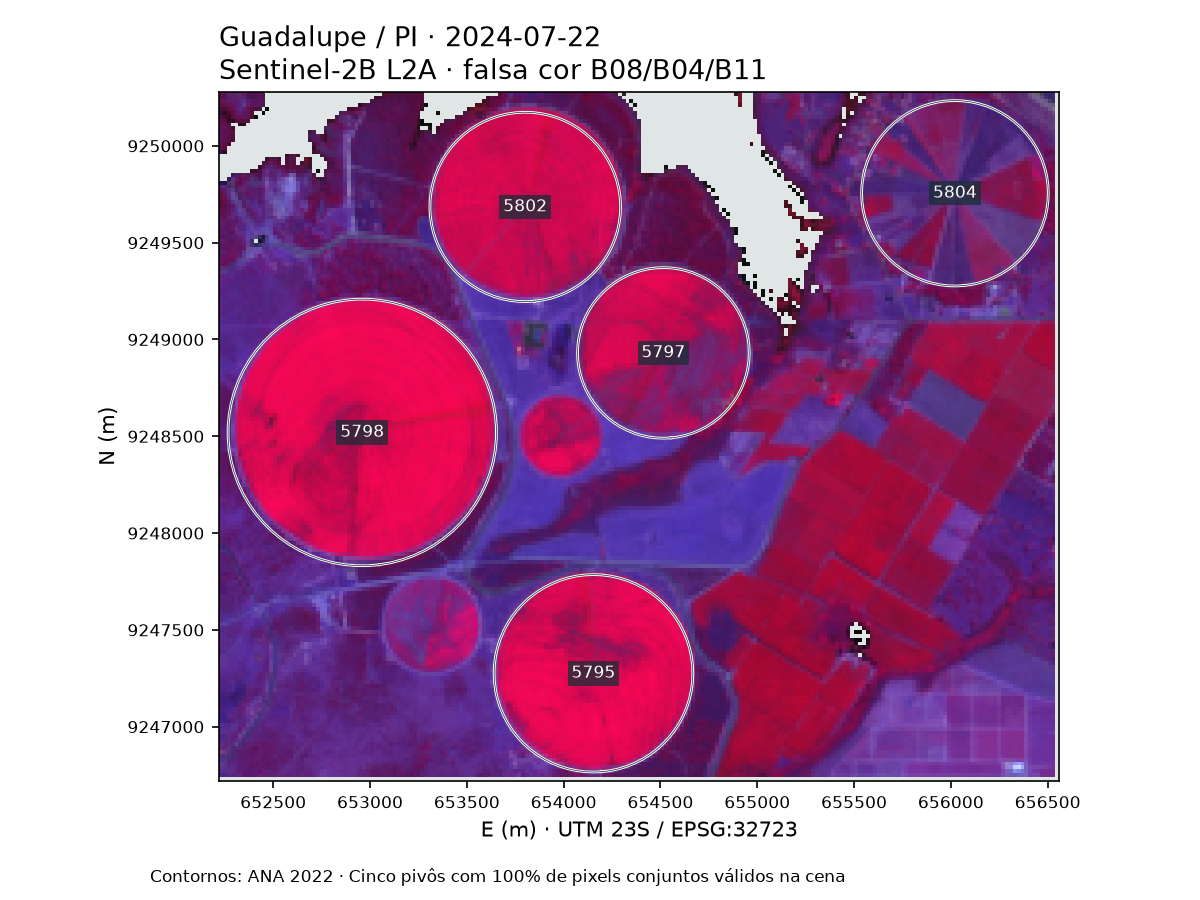 Guadalupe / PI · 2024-07-22
Sentinel-2B L2A · falsa cor B08/B04/B11
9250000
9249500
9249000
9248500
9248000
9247500
9247000
N (m)
5802
5804
5797
5798
5795
652500 653000 653500 654000 654500 655000 655500 656000 656500
E (m) · UTM 23S / EPSG:32723
Contornos: ANA 2022 · Cinco pivôs com 100% de pixels conjuntos válidos na cena